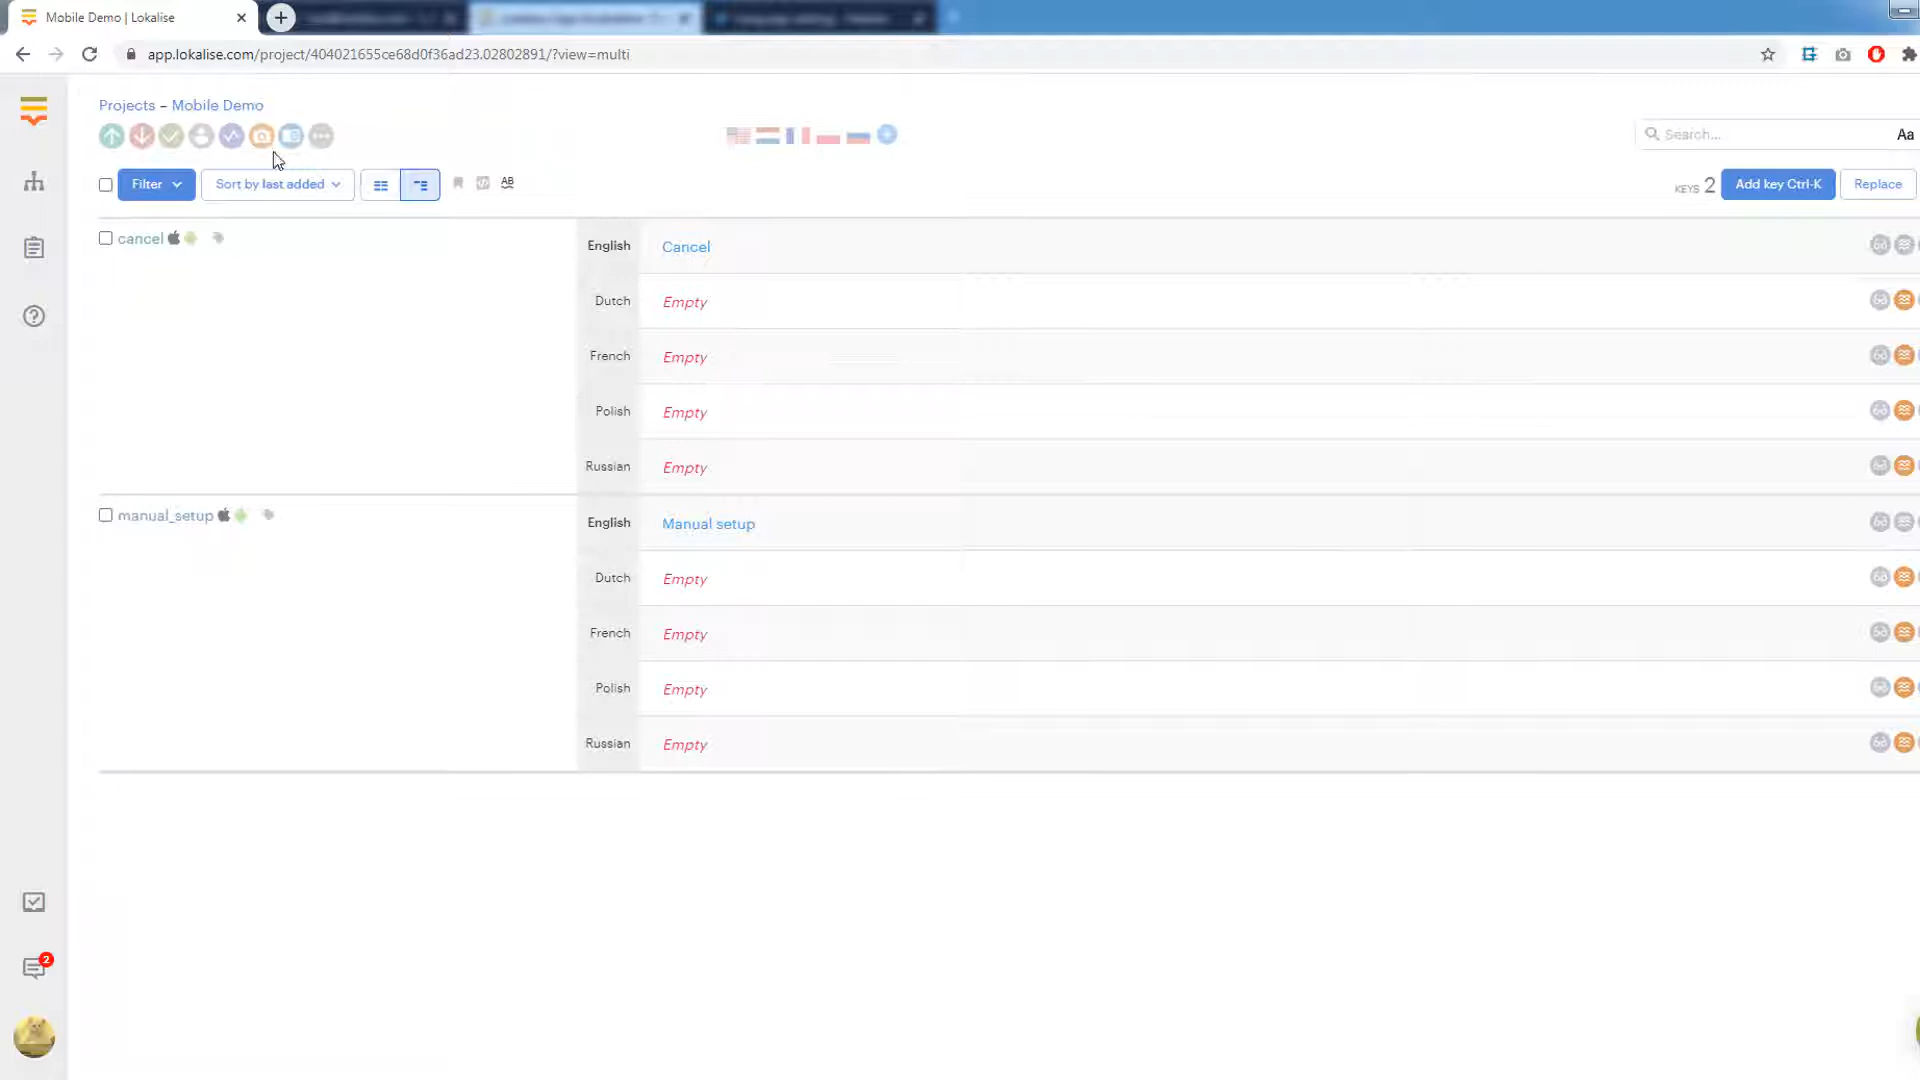 Mobile Demo | Lokalise
app.lokalise.com/project/404021655ce68d0f36ad23.02802891/?view=multi
Projects – Mobile Demo
Search...
Aa
Filter
Sort by last added
AB
KEYS 2
Add key Ctrl-K
Replace
cancel
English
Cancel
Dutch
Empty
French
Empty
Polish
Empty
Russian
Empty
manual_setup
English
Manual setup
Dutch
Empty
French
Empty
Polish
Empty
Russian
Empty
2